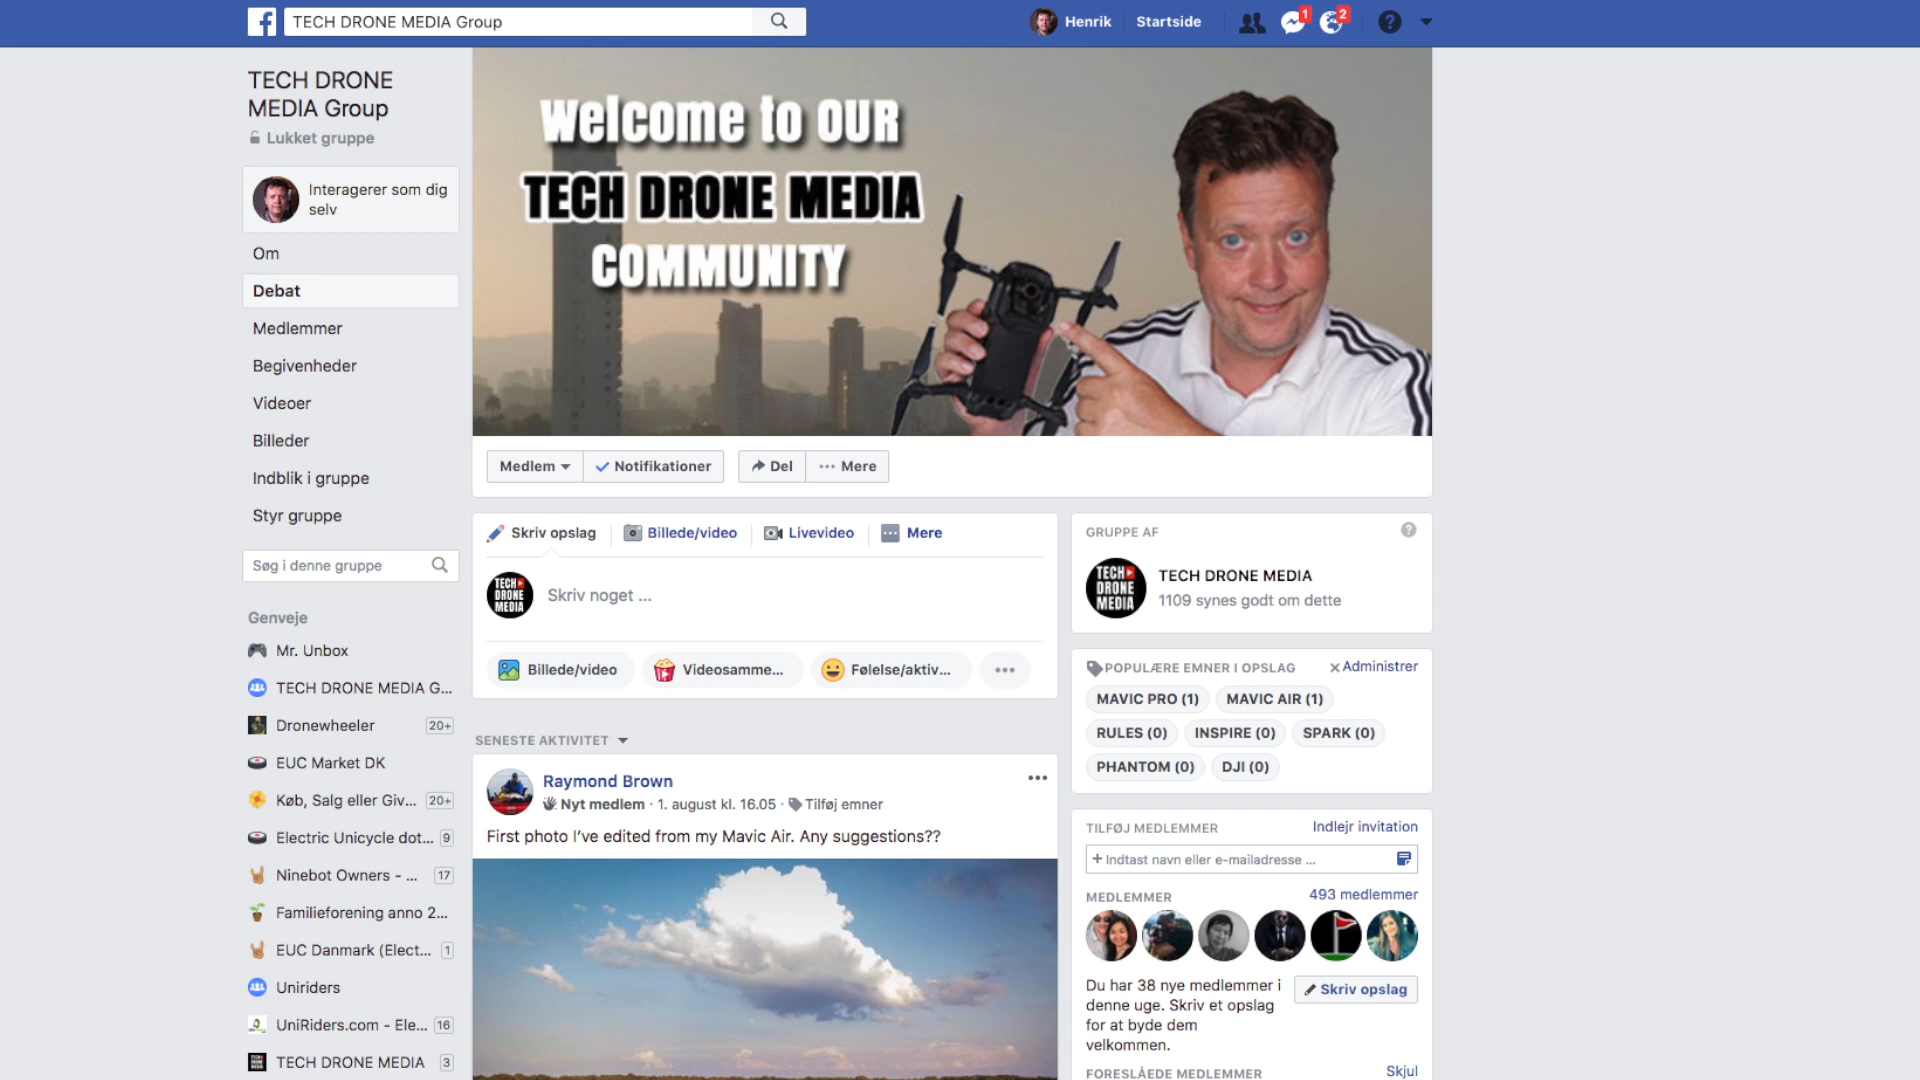 TECH DRONE MEDIA Group
Henrik
Startside
1
2
TECH DRONE
MEDIA Group
Lukket gruppe
Interagerer som dig
selv
Om
Debat
Medlemmer
Begivenheder
Videoer
Billeder
Indblik i gruppe
Styr gruppe
Søg i denne gruppe
Genveje
Mr. Unbox
TECH DRONE MEDIA G...
Dronewheeler 20+
EUC Market DK
Køb, Salg eller Giv... 20+
Electric Unicycle dot... 9
Ninebot Owners - ... 17
Familieforening anno 2...
EUC Danmark (Elect... 1
Uniriders
UniRiders.com - Ele... 16
TECH DRONE MEDIA 3
Welcome to OUR
TECH DRONE MEDIA
COMMUNITY
Medlem
Notifikationer
Del
Mere
Skriv opslag
Billede/video
Livevideo
Mere
TECH
DRONE
MEDIA
Skriv noget ...
Billede/video
Videosamme...
Følelse/aktiv...
SENESTE AKTIVITET
Raymond Brown
Nyt medlem · 1. august kl. 16.05 · Tilføj emner
First photo I've edited from my Mavic Air. Any suggestions??
GRUPPE AF
?
TECH
DRONE
MEDIA
TECH DRONE MEDIA
1109 synes godt om dette
POPULÆRE EMNER I OPSLAG
Administrer
MAVIC PRO (1)
MAVIC AIR (1)
RULES (0)
INSPIRE (0)
SPARK (0)
PHANTOM (0)
DJI (0)
TILFØJ MEDLEMMER
Indlejr invitation
+ Indtast navn eller e-mailadresse ...
MEDLEMMER
493 medlemmer
Du har 38 nye medlemmer i
denne uge. Skriv et opslag
for at byde dem
velkommen.
Skriv opslag
FORESLÅEDE MEDLEMMER
Skjul